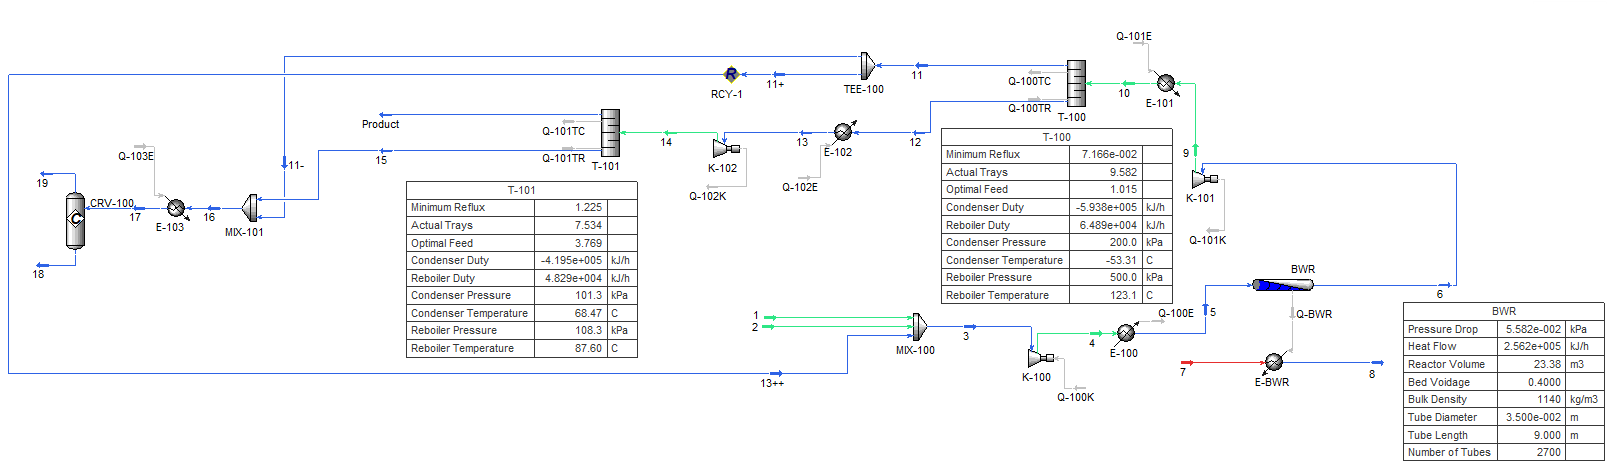 Q-101E
11
Q-100TC
10
E-101
R
RCY-1
11+
TEE-100
Q-100TR
T-100
Product
Q-101TC
14
13
12
E-102
9
Q-103E
15
Q-101TR
T-101
K-102
11-
Q-102E
Q-102K
K-101
19
CRV-100
C
17
E-103
16
MIX-101
18
Q-101K
T-100
Minimum Reflux 7.166e-002
Actual Trays 9.582
Optimal Feed 1.015
Condenser Duty -5.938e+005 kJ/h
Reboiler Duty 6.489e+004 kJ/h
Condenser Pressure 200.0 kPa
Condenser Temperature -53.31 C
Reboiler Pressure 500.0 kPa
Reboiler Temperature 123.1 C
T-101
Minimum Reflux 1.225
Actual Trays 7.534
Optimal Feed 3.769
Condenser Duty -4.195e+005 kJ/h
Reboiler Duty 4.829e+004 kJ/h
Condenser Pressure 101.3 kPa
Condenser Temperature 68.47 C
Reboiler Pressure 108.3 kPa
Reboiler Temperature 87.60 C
BWR
6
1
2
MIX-100
3
4
Q-100E
E-100
5
Q-BWR
K-100
Q-100K
7
E-BWR
8
13++
BWR
Pressure Drop 5.582e-002 kPa
Heat Flow 2.562e+005 kJ/h
Reactor Volume 23.38 m3
Bed Voidage 0.4000
Bulk Density 1140 kg/m3
Tube Diameter 3.500e-002 m
Tube Length 9.000 m
Number of Tubes 2700